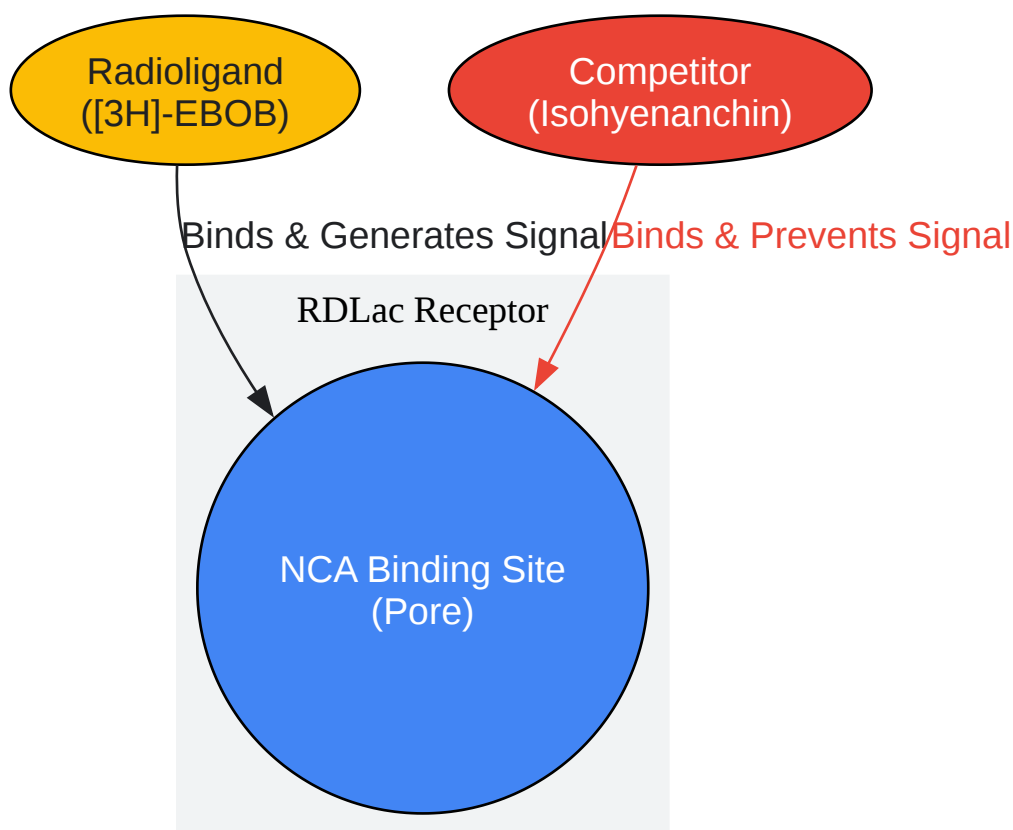 Radioligand
([3H]-EBOB)
Competitor
(Isohyenanchin)
Binds & Generates Signal
Binds & Prevents Signal
RDLac Receptor
NCA Binding Site
(Pore)